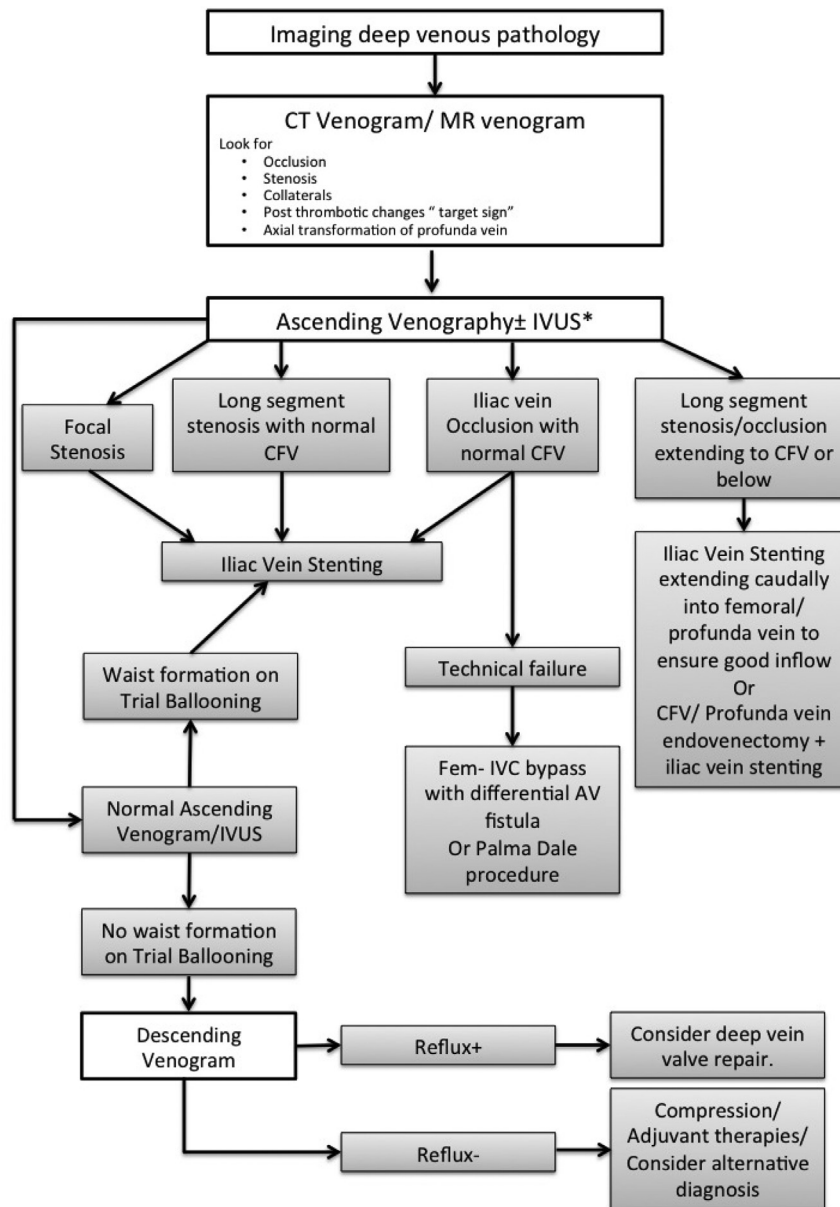 Imaging deep venous pathology
CT Venogram/ MR venogram
Look for
• Occlusion
• Stenosis
• Collaterals
• Post thrombotic changes “ target sign”
• Axial transformation of profunda vein
Ascending Venography± IVUS*
Focal
Stenosis
Long segment
stenosis with normal
CFV
Iliac vein
Occlusion with
normal CFV
Long segment
stenosis/occlusion
extending to CFV or
below
Iliac Vein Stenting
Iliac Vein Stenting
extending caudally
into femoral/
profunda vein to
ensure good inflow
Or
CFV/ Profunda vein
endovenectomy +
iliac vein stenting
Waist formation on
Trial Ballooning
Technical failure
Fem- IVC bypass
with differential AV
fistula
Or Palma Dale
procedure
Normal Ascending
Venogram/IVUS
No waist formation
on Trial Ballooning
Descending
Venogram
Reflux+
Consider deep vein
valve repair.
Reflux-
Compression/
Adjuvant therapies/
Consider alternative
diagnosis